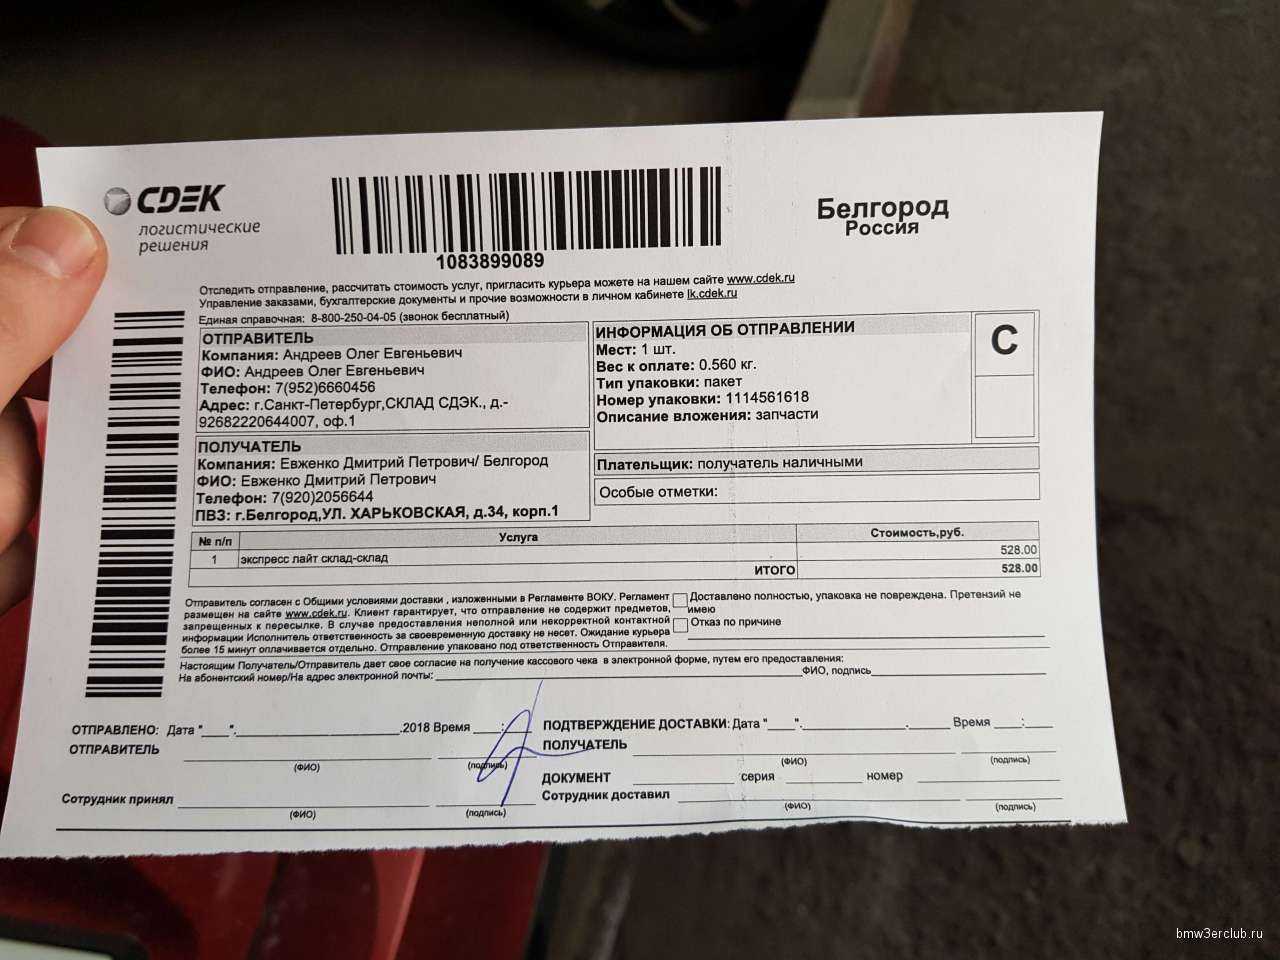 CDEK
логистические
решения
1083899089
Белгород
Россия
Отследить отправление, рассчитать стоимость услуг, пригласить курьера можете на нашем сайте www.cdek.ru
Управление заказами, бухгалтерские документы и прочие возможности в личном кабинете lk.cdek.ru
Единая справочная: 8-800-250-04-05 (звонок бесплатный)
ОТПРАВИТЕЛЬ
Компания: Андреев Олег Евгеньевич
ФИО: Андреев Олег Евгеньевич
Телефон: 7(952)6660456
Адрес: г.Санкт-Петербург,СКЛАД СДЭК., д.-
92682220644007, оф.1
ПОЛУЧАТЕЛЬ
Компания: Евженко Дмитрий Петрович/ Белгород
ФИО: Евженко Дмитрий Петрович
Телефон: 7(920)2056644
ПВЗ: г.Белгород,УЛ. ХАРЬКОВСКАЯ, д.34, корп.1
ИНФОРМАЦИЯ ОБ ОТПРАВЛЕНИИ
Мест: 1 шт.
Вес к оплате: 0.560 кг.
Тип упаковки: пакет
Номер упаковки: 1114561618
Описание вложения: запчасти
С
Плательщик: получатель наличными
Особые отметки:
№ п/п Услуга Стоимость,руб.
1 экспресс лайт склад-склад 528.00
ИТОГО 528.00
Отправитель согласен с Общими условиями доставки , изложенными в Регламенте ВОКУ. Регламент
размещен на сайте www.cdek.ru. Клиент гарантирует, что отправление не содержит предметов,
запрещенных к пересылке. В случае предоставления неполной или некорректной контактной
информации Исполнитель ответственность за своевременную доставку не несет. Ожидание курьера
более 15 минут оплачивается отдельно. Отправление упаковано под ответственность Отправителя.
Доставлено полностью, упаковка не повреждена. Претензий не
имею
Отказ по причине
Настоящим Получатель/Отправитель дает свое согласие на получение кассового чека в электронной форме, путем его предоставления:
На абонентский номер/На адрес электронной почты: ФИО, подпись
ОТПРАВЛЕНО: Дата "____".____.2018 Время ___:___
ОТПРАВИТЕЛЬ
(ФИО) (подпись)
Сотрудник принял
(ФИО) (подпись)
ПОДТВЕРЖДЕНИЕ ДОСТАВКИ: Дата "____".____.____ Время ___:___
ПОЛУЧАТЕЛЬ
(ФИО) (подпись)
ДОКУМЕНТ серия номер
Сотрудник доставил
(ФИО) (подпись)
bmw3erclub.ru